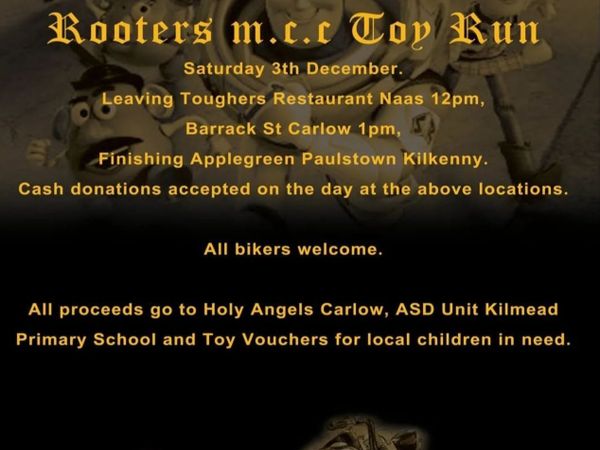 Rooters m.c.c Toy Run
Saturday 3th December.
Leaving Toughers Restaurant Naas 12pm,
Barrack St Carlow 1pm,
Finishing Applegreen Paulstown Kilkenny.
Cash donations accepted on the day at the above locations.
All bikers welcome.
All proceeds go to Holy Angels Carlow, ASD Unit Kilmead
Primary School and Toy Vouchers for local children in need.